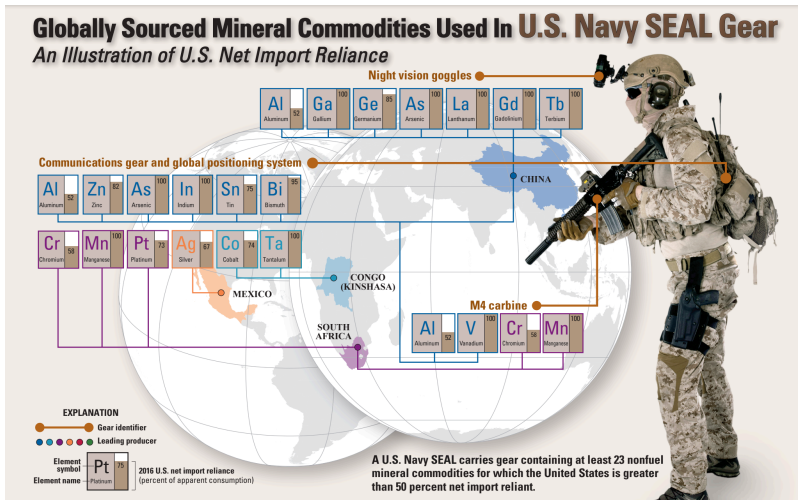 Globally Sourced Mineral Commodities Used In U.S. Navy SEAL Gear
An Illustration of U.S. Net Import Reliance
Night vision goggles
Al 52 Aluminum
Ga 100 Gallium
Ge 85 Germanium
As 100 Arsenic
La 100 Lanthanum
Gd 100 Gadolinium
Tb 100 Terbium
Communications gear and global positioning system
CHINA
Al 52 Aluminum
Zn 82 Zinc
As 100 Arsenic
In 100 Indium
Sn 75 Tin
Bi 95 Bismuth
Cr 58 Chromium
Mn 100 Manganese
Pt 73 Platinum
Ag 67 Silver
Co 74 Cobalt
Ta 100 Tantalum
CONGO
(KINSHASA)
MEXICO
M4 carbine
SOUTH
AFRICA
Al 52 Aluminum
V 100 Vanadium
Cr 58 Chromium
Mn 100 Manganese
EXPLANATION
Gear identifier
Leading producer
Element
symbol
Element name
Pt 75 Platinum
2016 U.S. net import reliance
(percent of apparent consumption)
A U.S. Navy SEAL carries gear containing at least 23 nonfuel
mineral commodities for which the United States is greater
than 50 percent net import reliant.